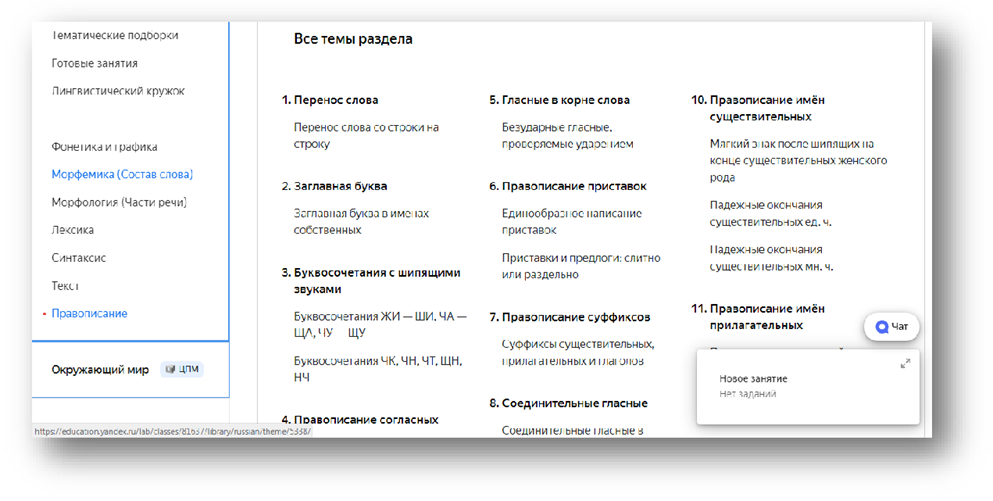 Тематические подборки
Готовые занятия
Лингвистический кружок
Фонетика и графика
Морфемика (Состав слова)
Морфология (Части речи)
Лексика
Синтаксис
Текст
Правописание
Окружающий мир
ЦПМ
Все темы раздела
1. Перенос слова
Перенос слова со строки на
строку
2. Заглавная буква
Заглавная буква в именах
собственных
3. Буквосочетания с шипящими
звуками
Буквосочетания ЖИ — ШИ, ЧА —
ЩА, ЧУ — ЩУ
Буквосочетания ЧК, ЧН, ЧТ, ЩН,
НЧ
4. Правописание согласных
5. Гласные в корне слова
Безударные гласные,
проверяемые ударением
6. Правописание приставок
Единообразное написание
приставок
Приставки и предлоги: слитно
или раздельно
7. Правописание суффиксов
Суффиксы существительных,
прилагательных и глаголов
8. Соединительные гласные
Соединительные гласные в
10. Правописание имён
существительных
Мягкий знак после шипящих на
конце существительных женского
рода
Падежные окончания
существительных ед. ч.
Падежные окончания
существительных мн. ч.
11. Правописание имён
прилагательных
Чат
Новое занятие
Нет заданий
https://education.yandex.ru/lab/classes/81637/library/russian/theme/5338/